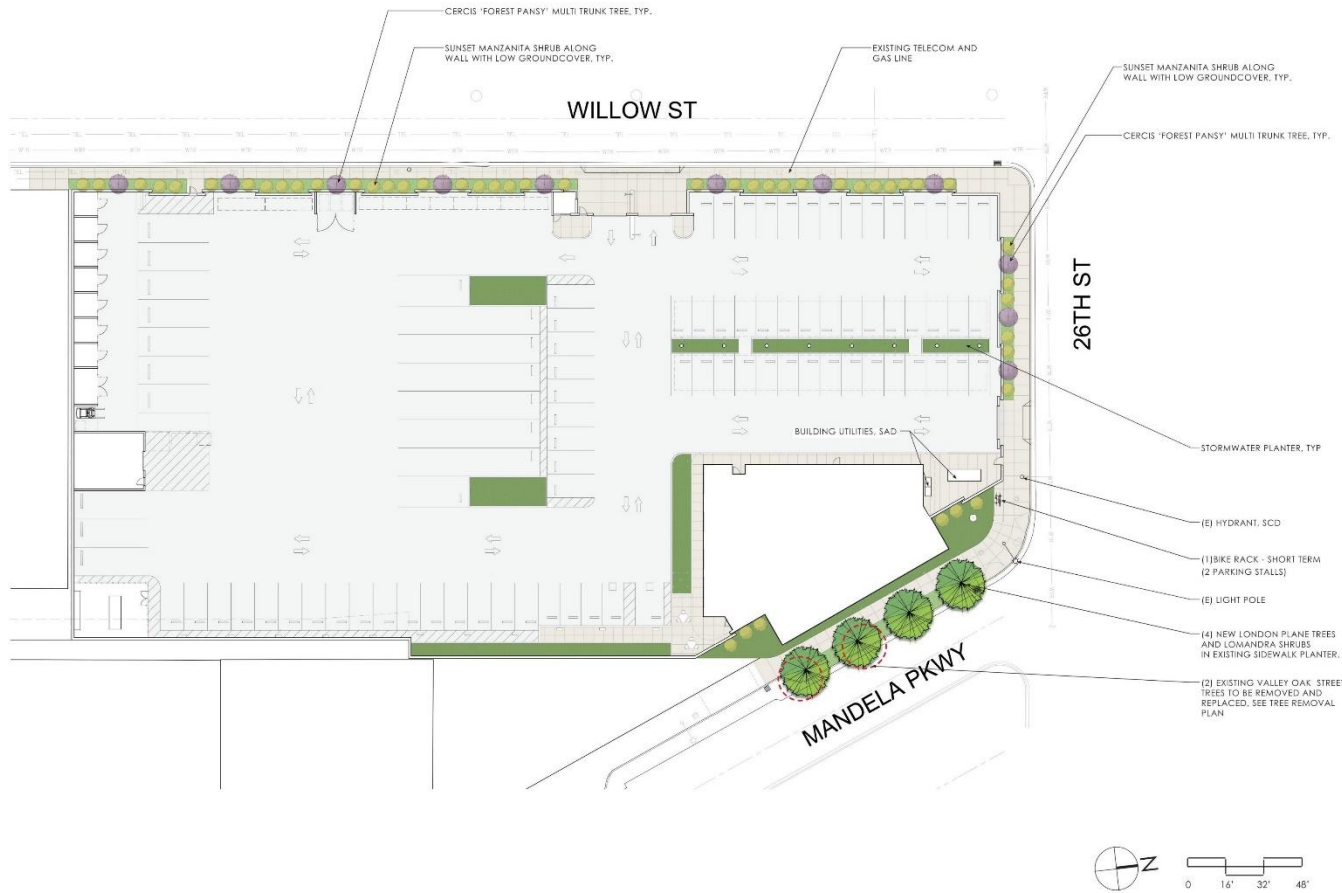 CERCIS 'FOREST PANSY' MULTI TRUNK TREE, TYP.
SUNSET MANZANITA SHRUB ALONG
WALL WITH LOW GROUNDCOVER, TYP.
EXISTING TELECOM AND
GAS LINE
SUNSET MANZANITA SHRUB ALONG
WALL WITH LOW GROUNDCOVER, TYP.
WILLOW ST
CERCIS 'FOREST PANSY' MULTI TRUNK TREE, TYP.
26TH ST
BUILDING UTILITIES, SAD
STORMWATER PLANTER, TYP
(E) HYDRANT, SCD
(1)BIKE RACK - SHORT TERM
(2 PARKING STALLS)
(E) LIGHT POLE
(4) NEW LONDON PLANE TREES
AND LOMANDRA SHRUBS
IN EXISTING SIDEWALK PLANTER.
(2) EXISTING VALLEY OAK STREE
TREES TO BE REMOVED AND
REPLACED, SEE TREE REMOVAL
PLAN
MANDELA PKWY
N
0 16' 32' 48'